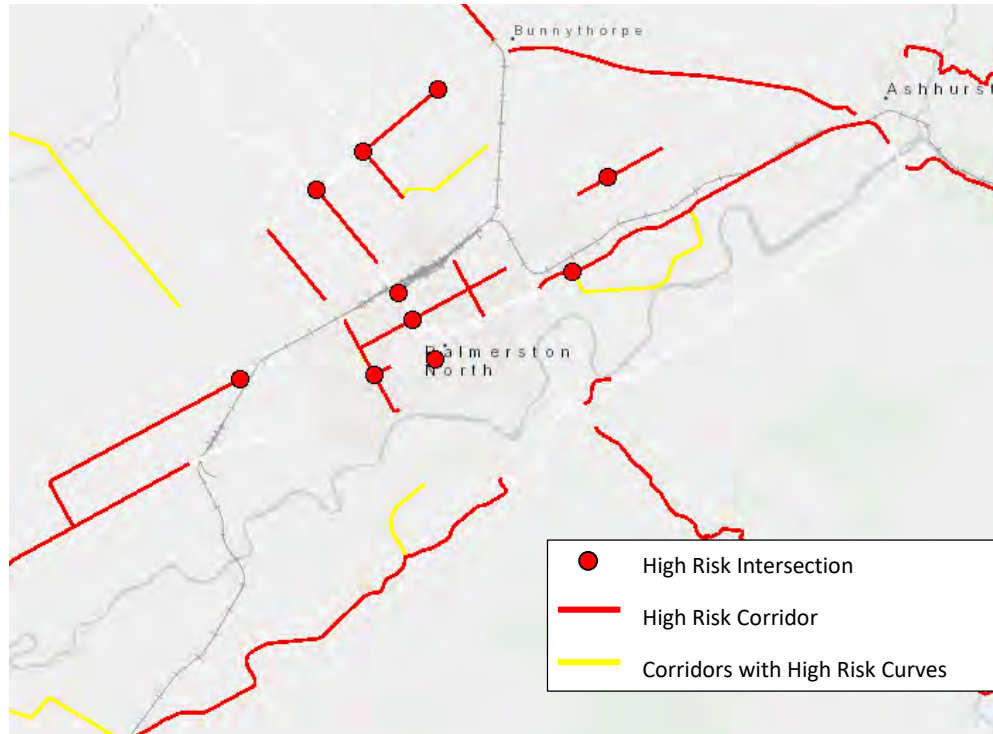 Bunnythorpe
Ashhurst
Palmerston
North
High Risk Intersection
High Risk Corridor
Corridors with High Risk Curves